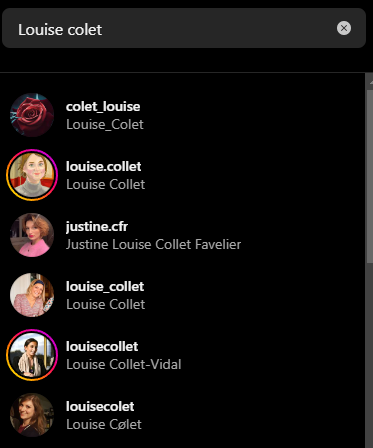 Louise colet
colet_louise
Louise_Colet
louise.collet
Louise Collet
justine.cfr
Justine Louise Collet Favelier
louise_collet
Louise Collet
louisecollet
Louise Collet-Vidal
louisecolet
Louise Cølet